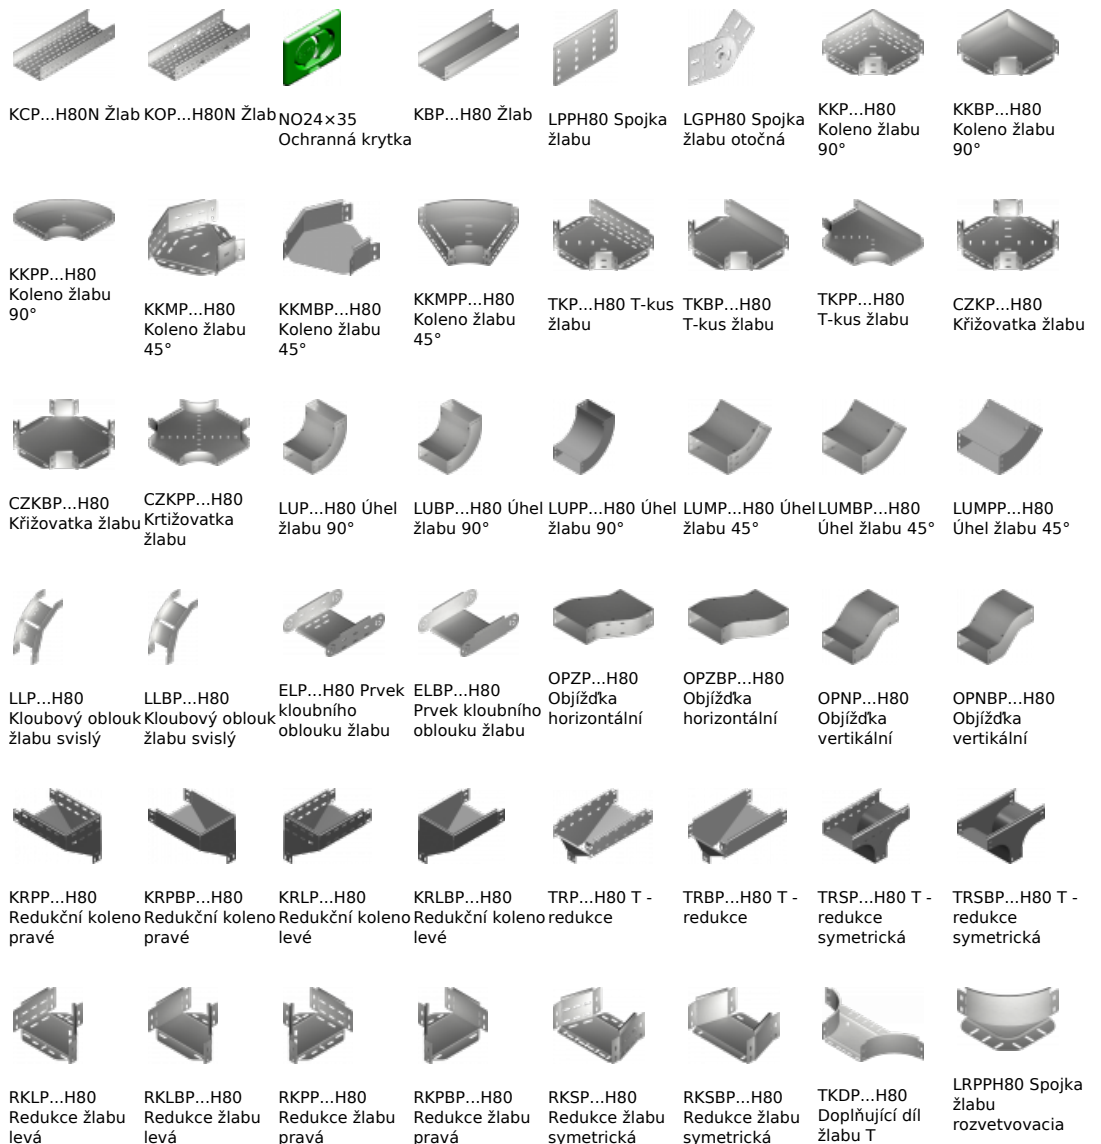 KCP...H80N Žlab
KOP...H80N Žlab
NO24×35
Ochranná krytka
KBP...H80 Žlab
LPPH80 Spojka
žlabu
LGPH80 Spojka
žlabu otočná
KKP...H80
Koleno žlabu
90°
KKBP...H80
Koleno žlabu
90°
KKPP...H80
Koleno žlabu
90°
KKMP...H80
Koleno žlabu
45°
KKMBP...H80
Koleno žlabu
45°
KKMPP...H80
Koleno žlabu
45°
TKP...H80 T-kus
žlabu
TKBP...H80
T-kus žlabu
TKPP...H80
T-kus žlabu
CZKP...H80
Křižovatka žlabu
CZKBP...H80
Křižovatka žlabu
CZKPP...H80
Krtižovatka
žlabu
LUP...H80 Úhel
žlabu 90°
LUBP...H80 Úhel
žlabu 90°
LUPP...H80 Úhel
žlabu 90°
LUMP...H80 Úhel
žlabu 45°
LUMBP...H80
Úhel žlabu 45°
LUMPP...H80
Úhel žlabu 45°
LLP...H80
Kloubový oblouk
žlabu svislý
LLBP...H80
Kloubový oblouk
žlabu svislý
ELP...H80 Prvek
kloubního
oblouku žlabu
ELBP...H80
Prvek kloubního
oblouku žlabu
OPZP...H80
Objížďka
horizontální
OPZBP...H80
Objížďka
horizontální
OPNP...H80
Objížďka
vertikální
OPNBP...H80
Objížďka
vertikální
KRPP...H80
Redukční koleno
pravé
KRPBP...H80
Redukční koleno
pravé
KRLP...H80
Redukční koleno
levé
KRLBP...H80
Redukční koleno
levé
TRP...H80 T -
redukce
TRBP...H80 T -
redukce
TRSP...H80 T -
redukce
symetrická
TRSBP...H80 T -
redukce
symetrická
RKLP...H80
Redukce žlabu
levá
RKLBP...H80
Redukce žlabu
levá
RKPP...H80
Redukce žlabu
pravá
RKPBP...H80
Redukce žlabu
pravá
RKSP...H80
Redukce žlabu
symetrická
RKSBP...H80
Redukce žlabu
symetrická
TKDP...H80
Doplňující díl
žlabu T
LRPPH80 Spojka
žlabu
rozvetvovacia